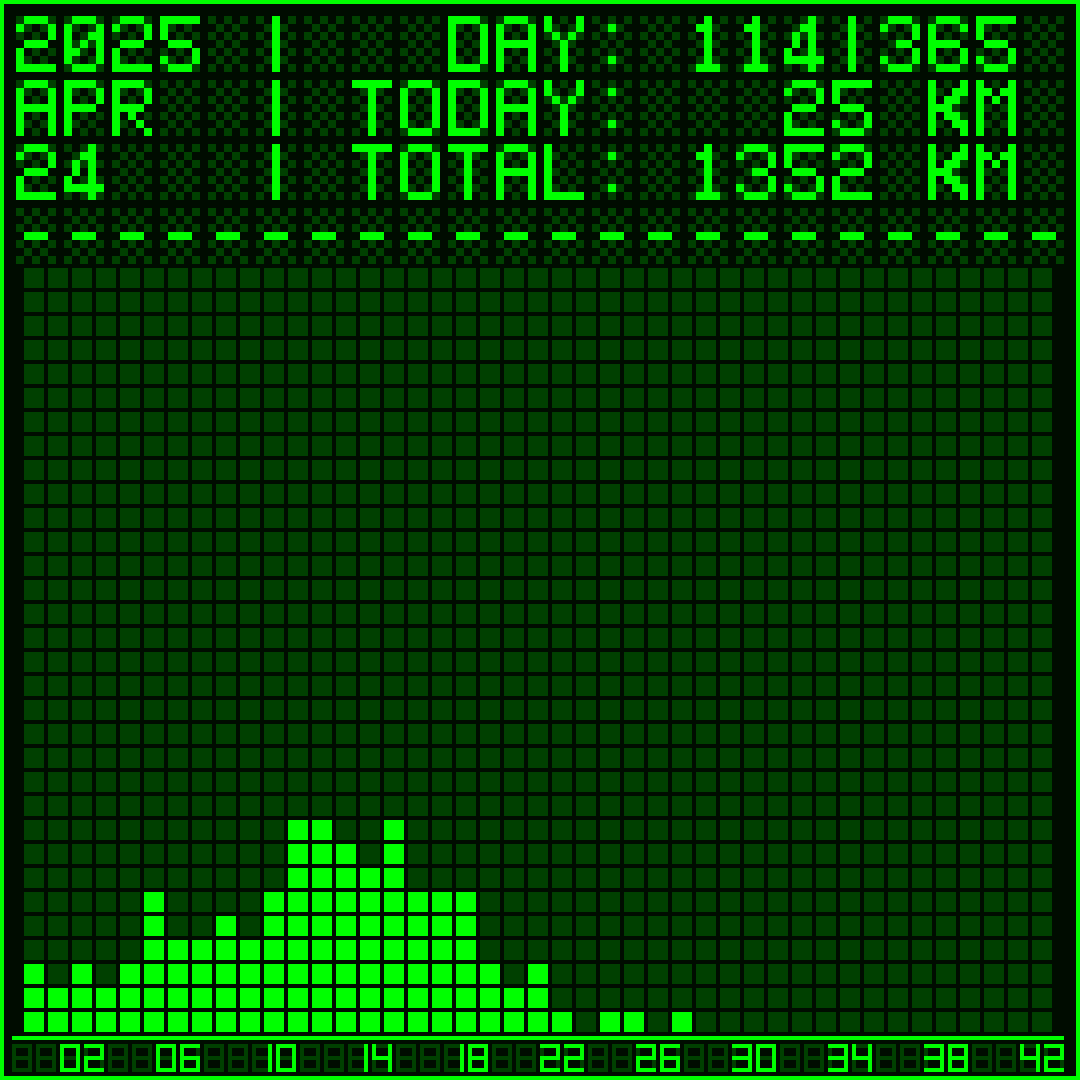 2025 | DAY: 114|365
APR | TODAY: 25 KM
24 | TOTAL: 1352 KM
----------------------
02 06 10 14 18 22 26 30 34 38 42